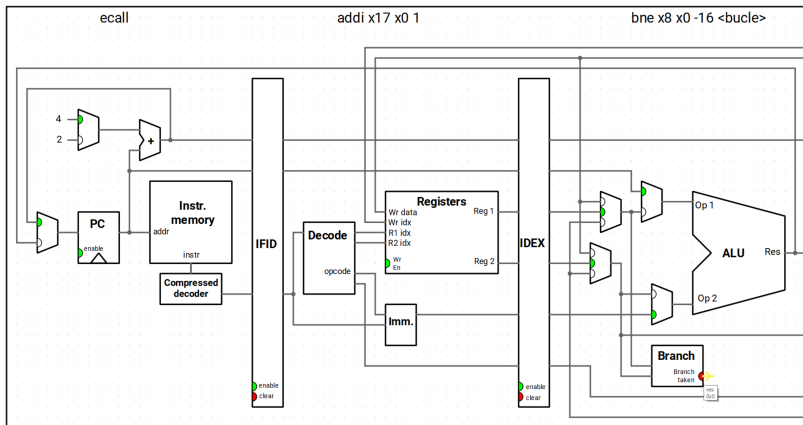 ecall
addi x17 x0 1
bne x8 x0 -16 <bucle>
4
2
+
PC
enable
Instr.
memory
addr
instr
Compressed
decoder
IFID
enable
clear
Decode
opcode
Registers
Wr data
Wr idx
R1 idx
R2 idx
Wr
En
Reg 1
Reg 2
Imm.
IDEX
enable
clear
Op 1
ALU
Res
Op 2
Branch
Branch
taken
res:
0x0